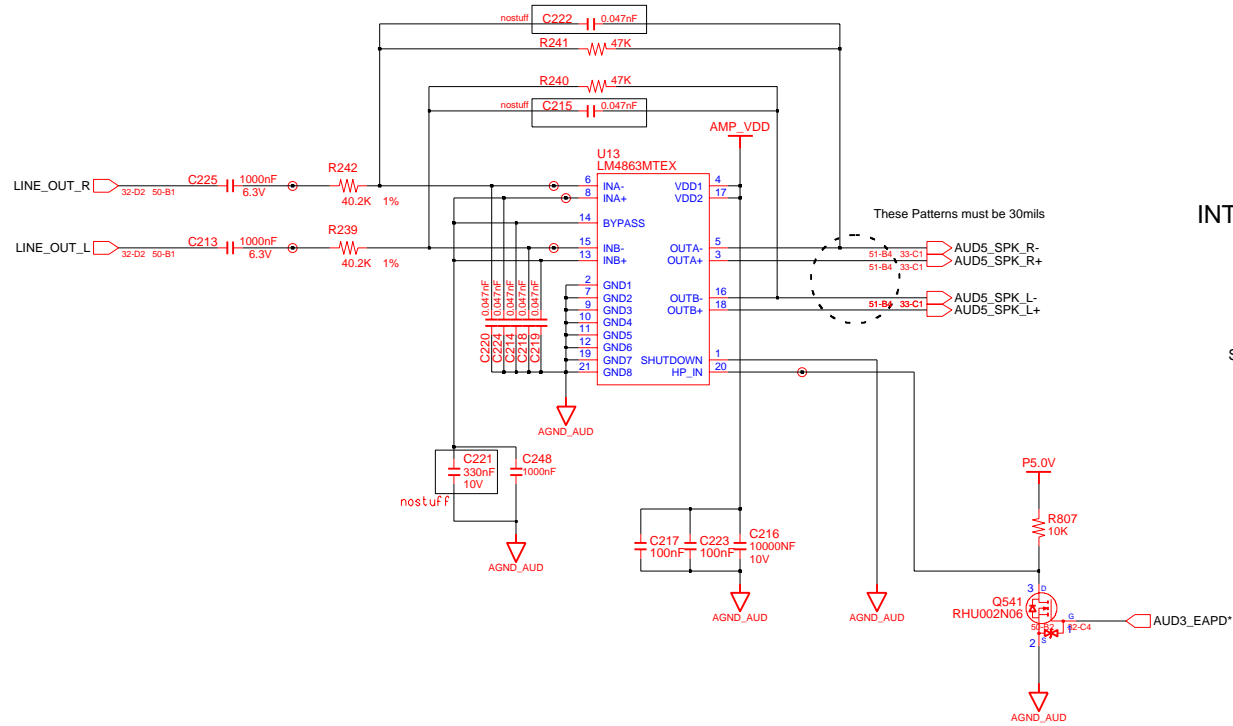 nostuff C222 0.047nF
R241 47K
R240 47K
nostuff C215 0.047nF
AMP_VDD
U13
LM4863MTEX
LINE_OUT_R 32-D2 50-B1 C225 1000nF 6.3V
R242
40.2K 1%
LINE_OUT_L 32-D2 50-B1 C213 1000nF 6.3V
R239
40.2K 1%
6 INA-
8 INA+
14 BYPASS
15 INB-
13 INB+
2 GND1
7 GND2
9 GND3
10 GND4
11 GND5
12 GND6
19 GND7
21 GND8
VDD1 4
VDD2 17
OUTA- 5
OUTA+ 3
OUTB- 16
OUTB+ 18
SHUTDOWN 1
HP_IN 20
These Patterns must be 30mils
INT
AUD5_SPK_R-
51-B4 33-C1 AUD5_SPK_R+
AUD5_SPK_L-
51-B4 33-C1 AUD5_SPK_L+
S
C220 0.047nF
C224 0.047nF
C214 0.047nF
C218 0.047nF
C219 0.047nF
AGND_AUD
C221
330nF
10V
nostuff
C248
1000nF
AGND_AUD
C217
100nF
C223
100nF
C216
10000NF
10V
AGND_AUD
AGND_AUD
P5.0V
R807
10K
3 D
Q541
RHU002N06
50-B2 32-C4
G
1
2 S
AUD3_EAPD*
AGND_AUD